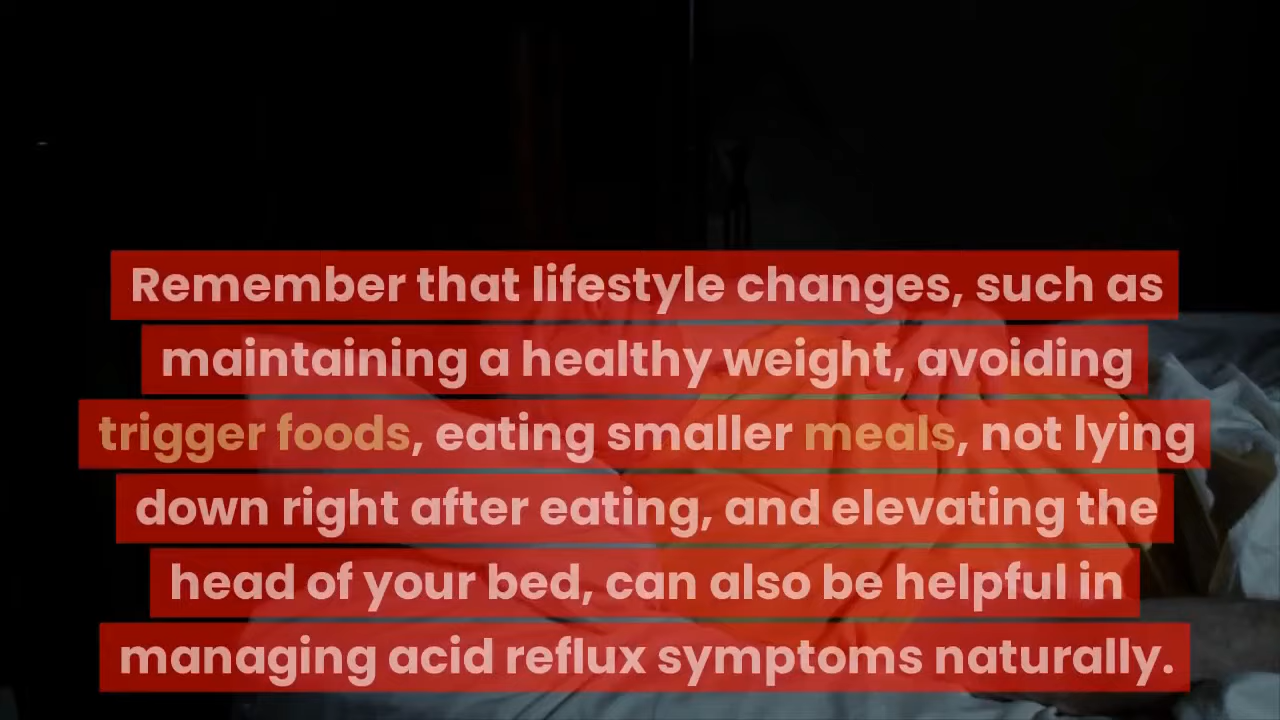 Remember that lifestyle changes, such as
maintaining a healthy weight, avoiding
trigger foods, eating smaller meals, not lying
down right after eating, and elevating the
head of your bed, can also be helpful in
managing acid reflux symptoms naturally.